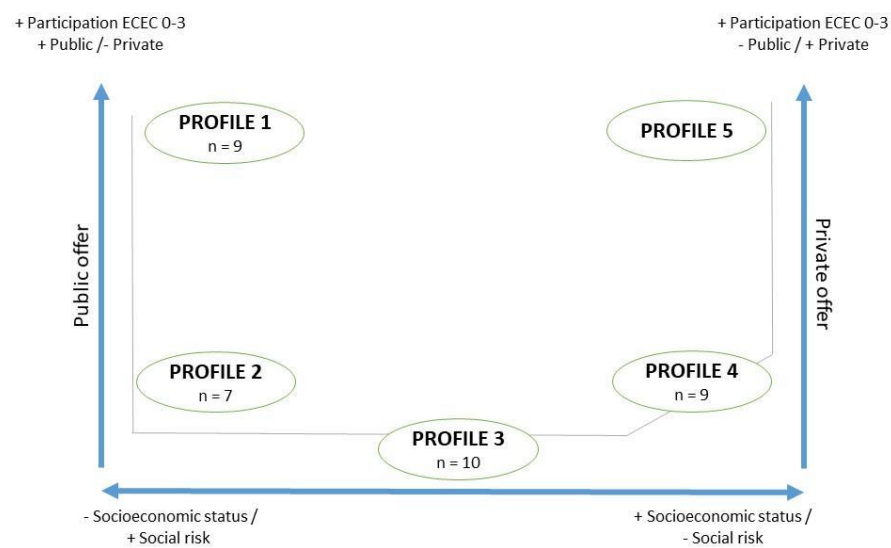 + Participation ECEC 0-3
+ Public /- Private
+ Participation ECEC 0-3
- Public / + Private
PROFILE 1
n = 9
PROFILE 5
Public offer
Private offer
PROFILE 2
n = 7
PROFILE 4
n = 9
PROFILE 3
n = 10
- Socioeconomic status /
+ Social risk
+ Socioeconomic status /
- Social risk